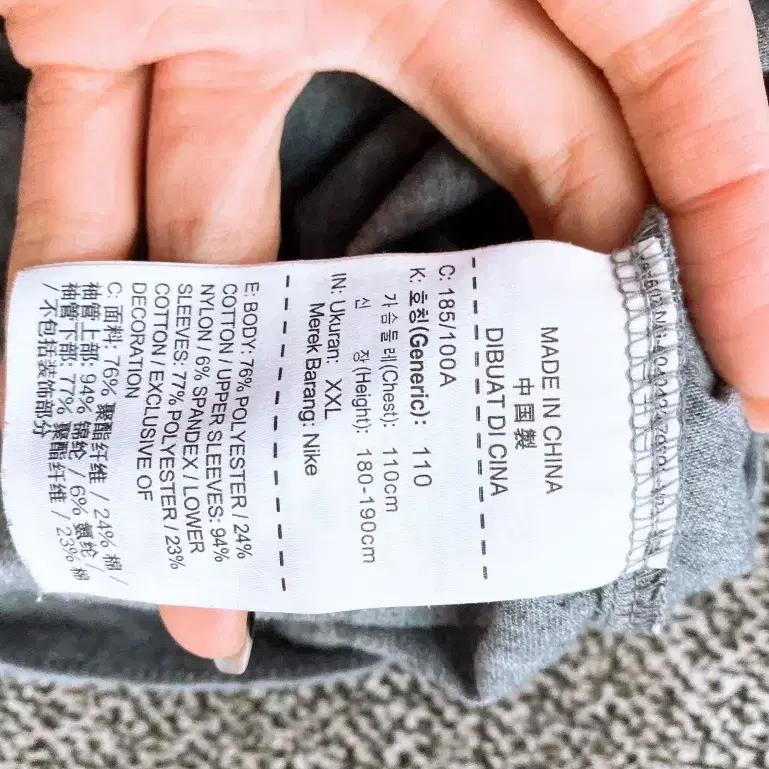 MADE IN CHINA
中国製
DIBUAT DI CINA
C: 185/100A
K: 호칭(Generic): 110
가슴둘레(Chest): 110cm
신 장(Height): 180-190cm
IN: Ukuran: XXL
Merek Barang: Nike
E: BODY: 76% POLYESTER / 24%
COTTON / UPPER SLEEVES: 94%
NYLON / 6% SPANDEX / LOWER
SLEEVES: 77% POLYESTER / 23%
COTTON / EXCLUSIVE OF
DECORATION
C: 面料: 76% 聚酯纤维 / 24% 棉 /
袖管上部: 94% 锦纶 / 6% 氨纶 /
袖管下部: 77% 聚酯纤维 / 23% 棉
/ 不包括装饰部分